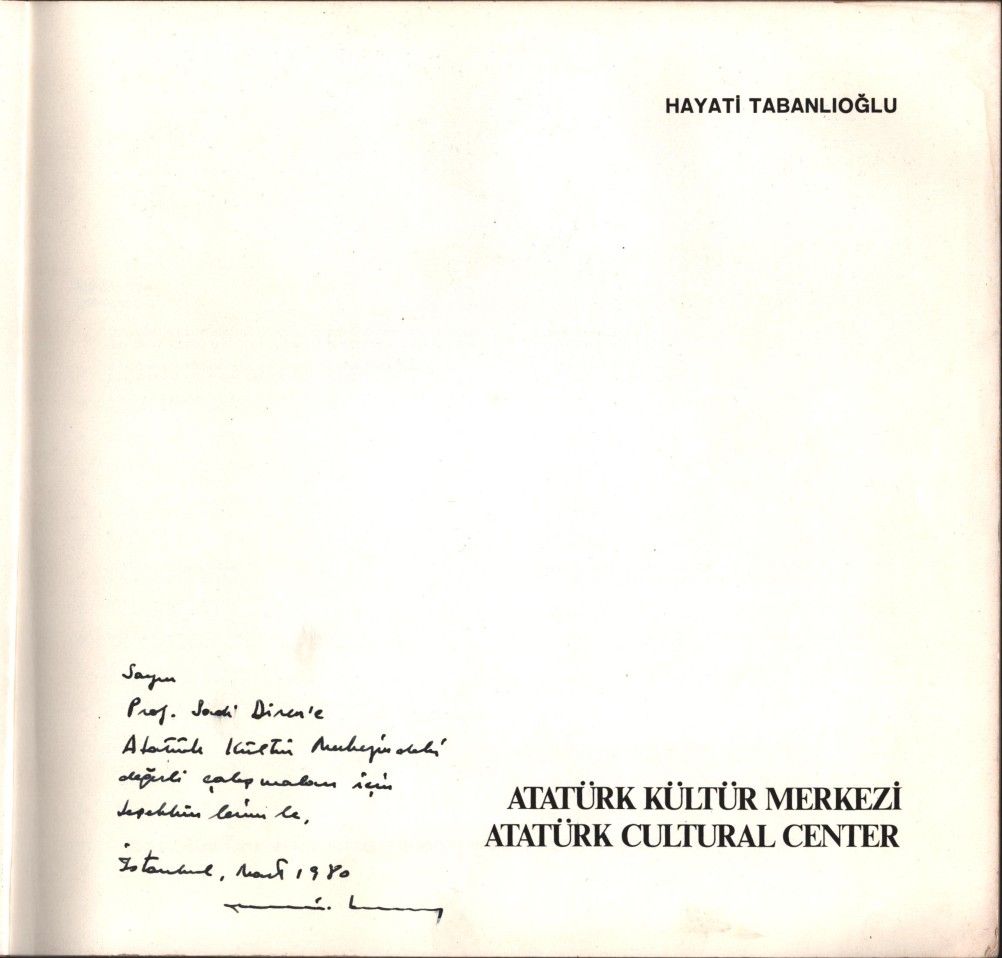 HAYATİ TABANLIOĞLU
Sayın
Prof. Sadi Diren'e
Atatürk Kültür Merkezindeki
değerli çalışmaları için
teşekkürlerimle,
İstanbul, Mart 1980
ATATÜRK KÜLTÜR MERKEZİ
ATATÜRK CULTURAL CENTER